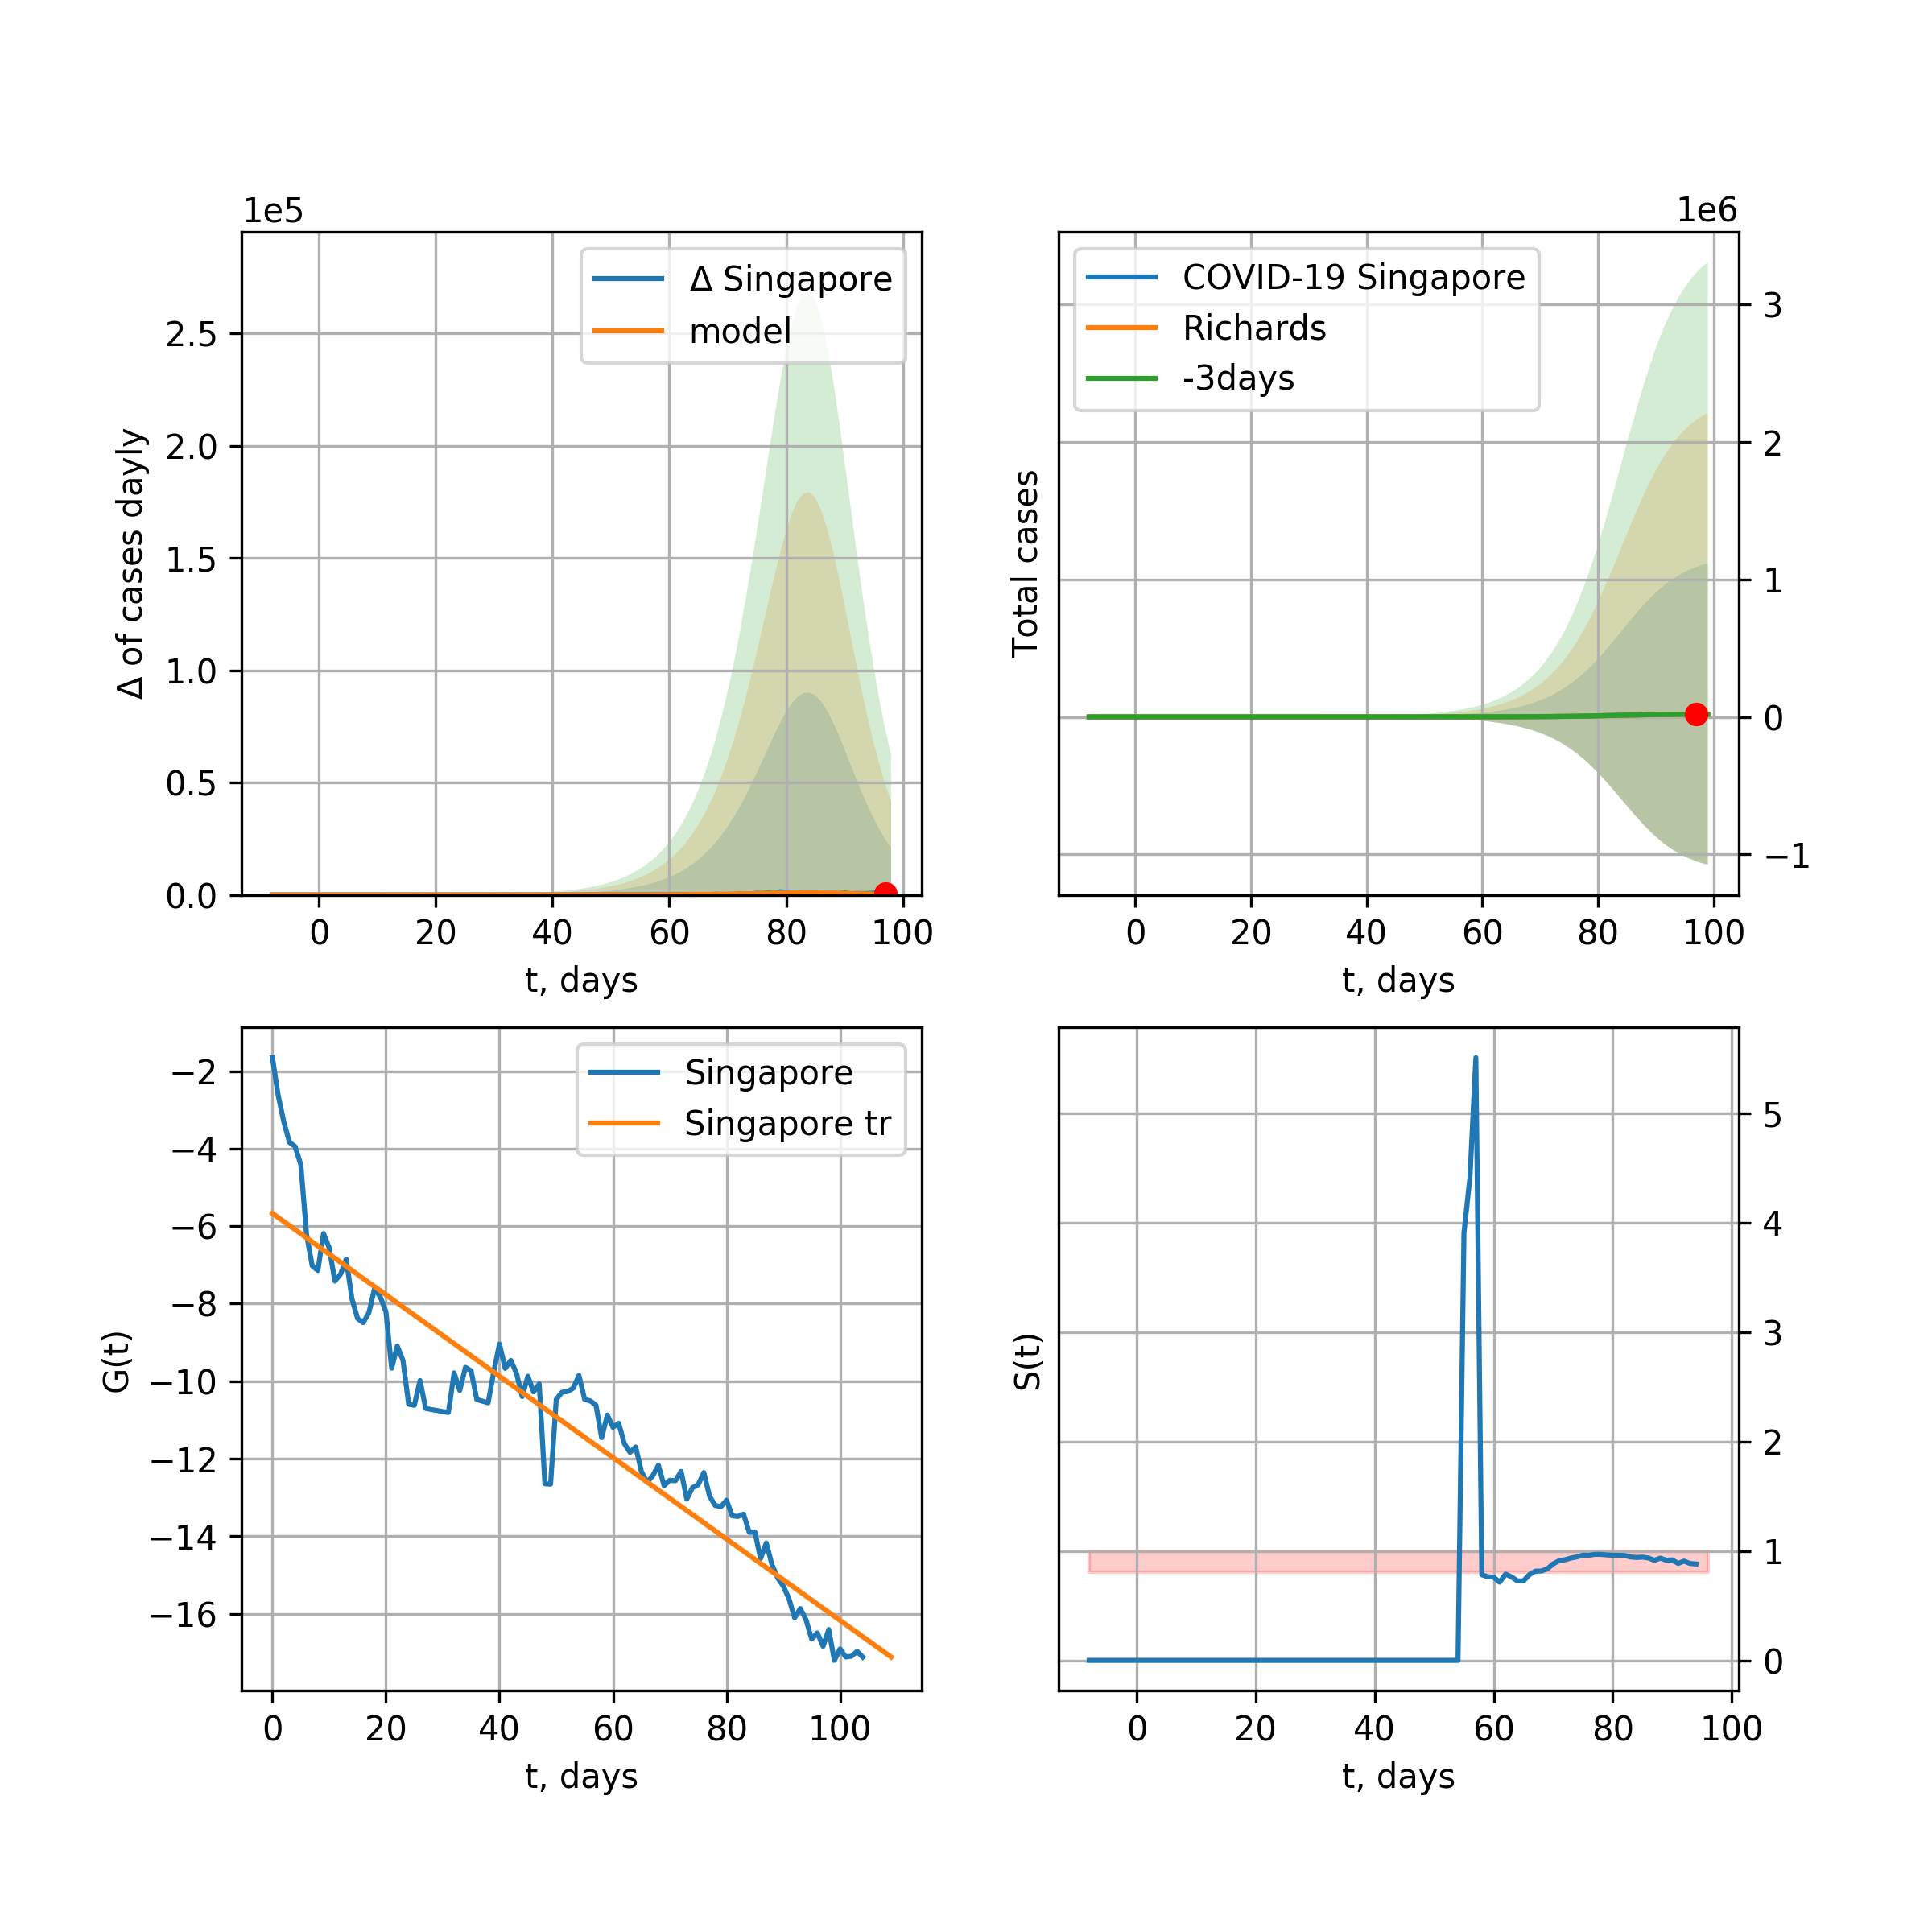 1e5
Δ of cases dayly
2.5
2.0
1.5
1.0
0.5
0.0
0 20 40 60 80 100
t, days
Δ Singapore
model
1e6
Total cases
3
2
1
0
−1
0 20 40 60 80 100
t, days
COVID-19 Singapore
Richards
-3days
G(t)
−2
−4
−6
−8
−10
−12
−14
−16
0 20 40 60 80 100
t, days
Singapore
Singapore tr
S(t)
5
4
3
2
1
0
0 20 40 60 80 100
t, days